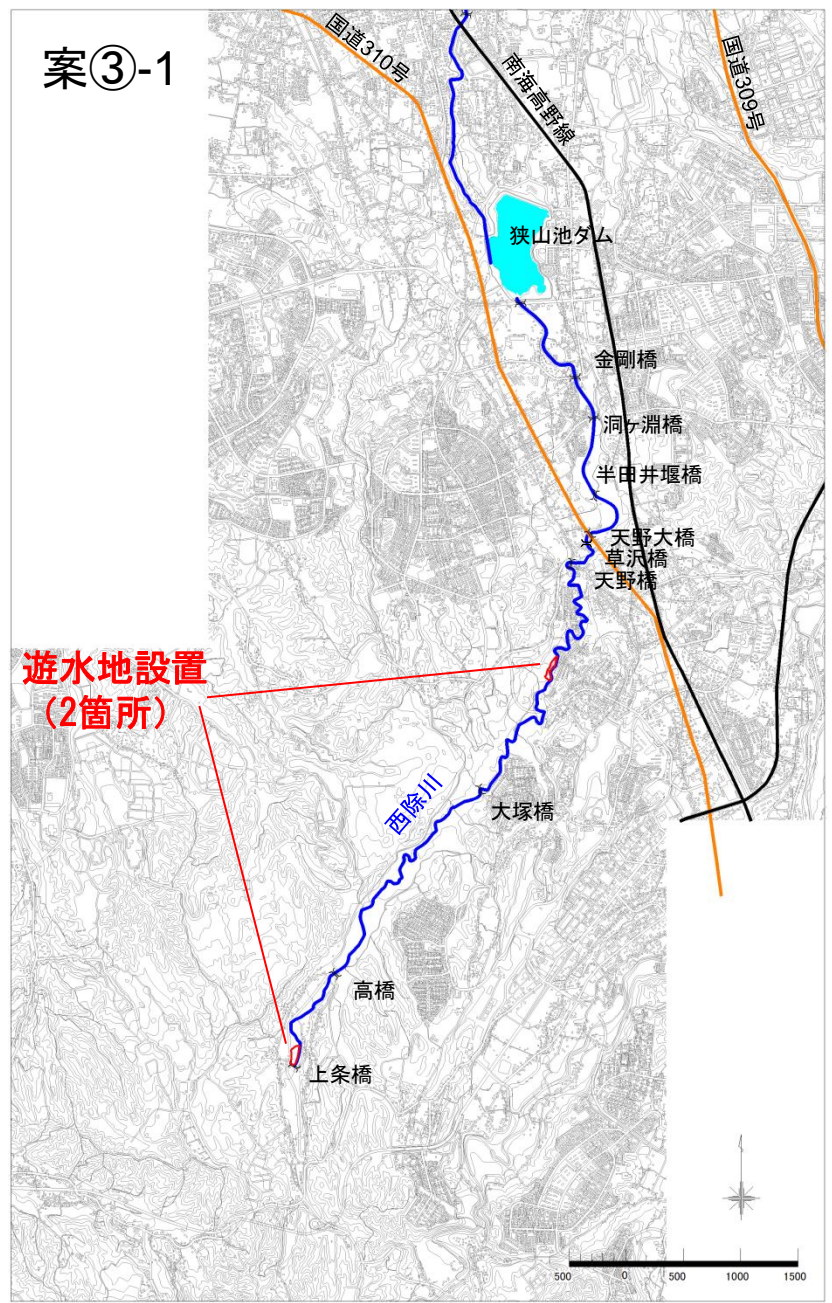 案③-1
国道310号
南海高野線
国道309号
狭山池ダム
金剛橋
洞ヶ淵橋
半田井堰橋
天野大橋
草沢橋
天野橋
遊水地設置
（2箇所）
西除川
大塚橋
高橋
上条橋
500 0 500 1000 1500